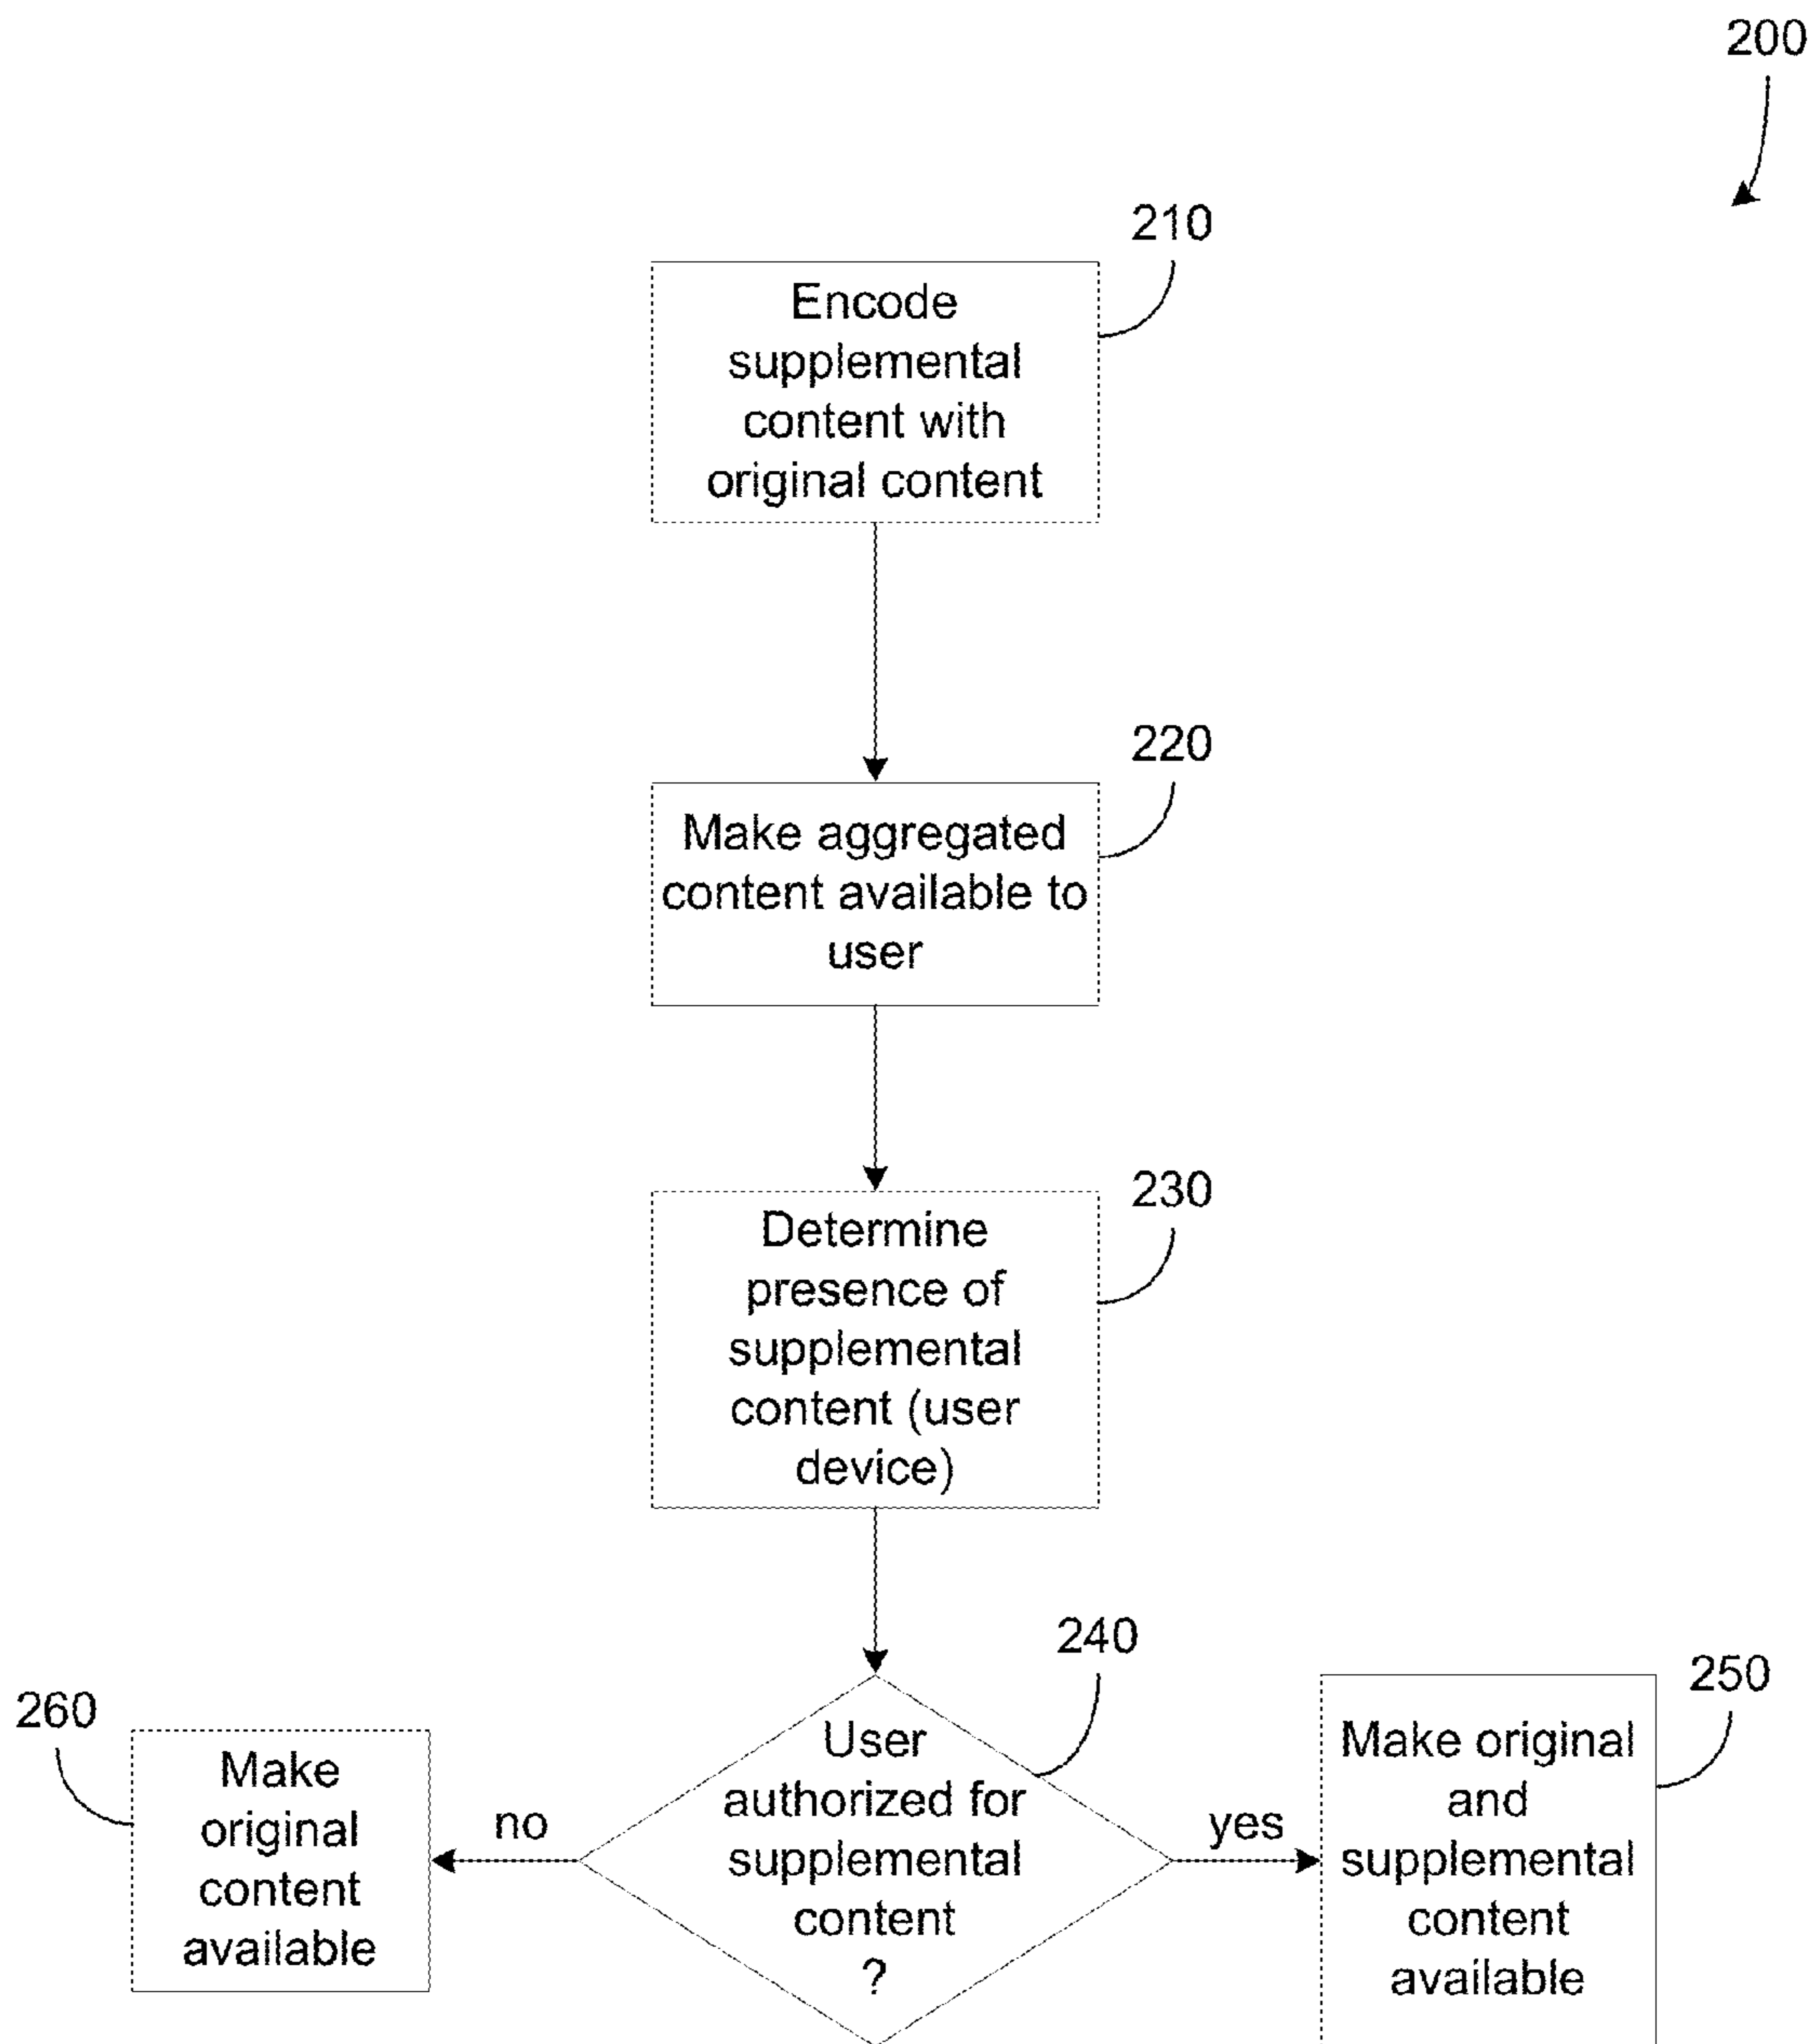 200
210
Encode
supplemental
content with
original content
220
Make aggregated
content available to
user
230
Determine
presence of
supplemental
content (user
device)
240
User
authorized for
supplemental
content
?
no
yes
260
Make
original
content
available
250
Make original
and
supplemental
content
available